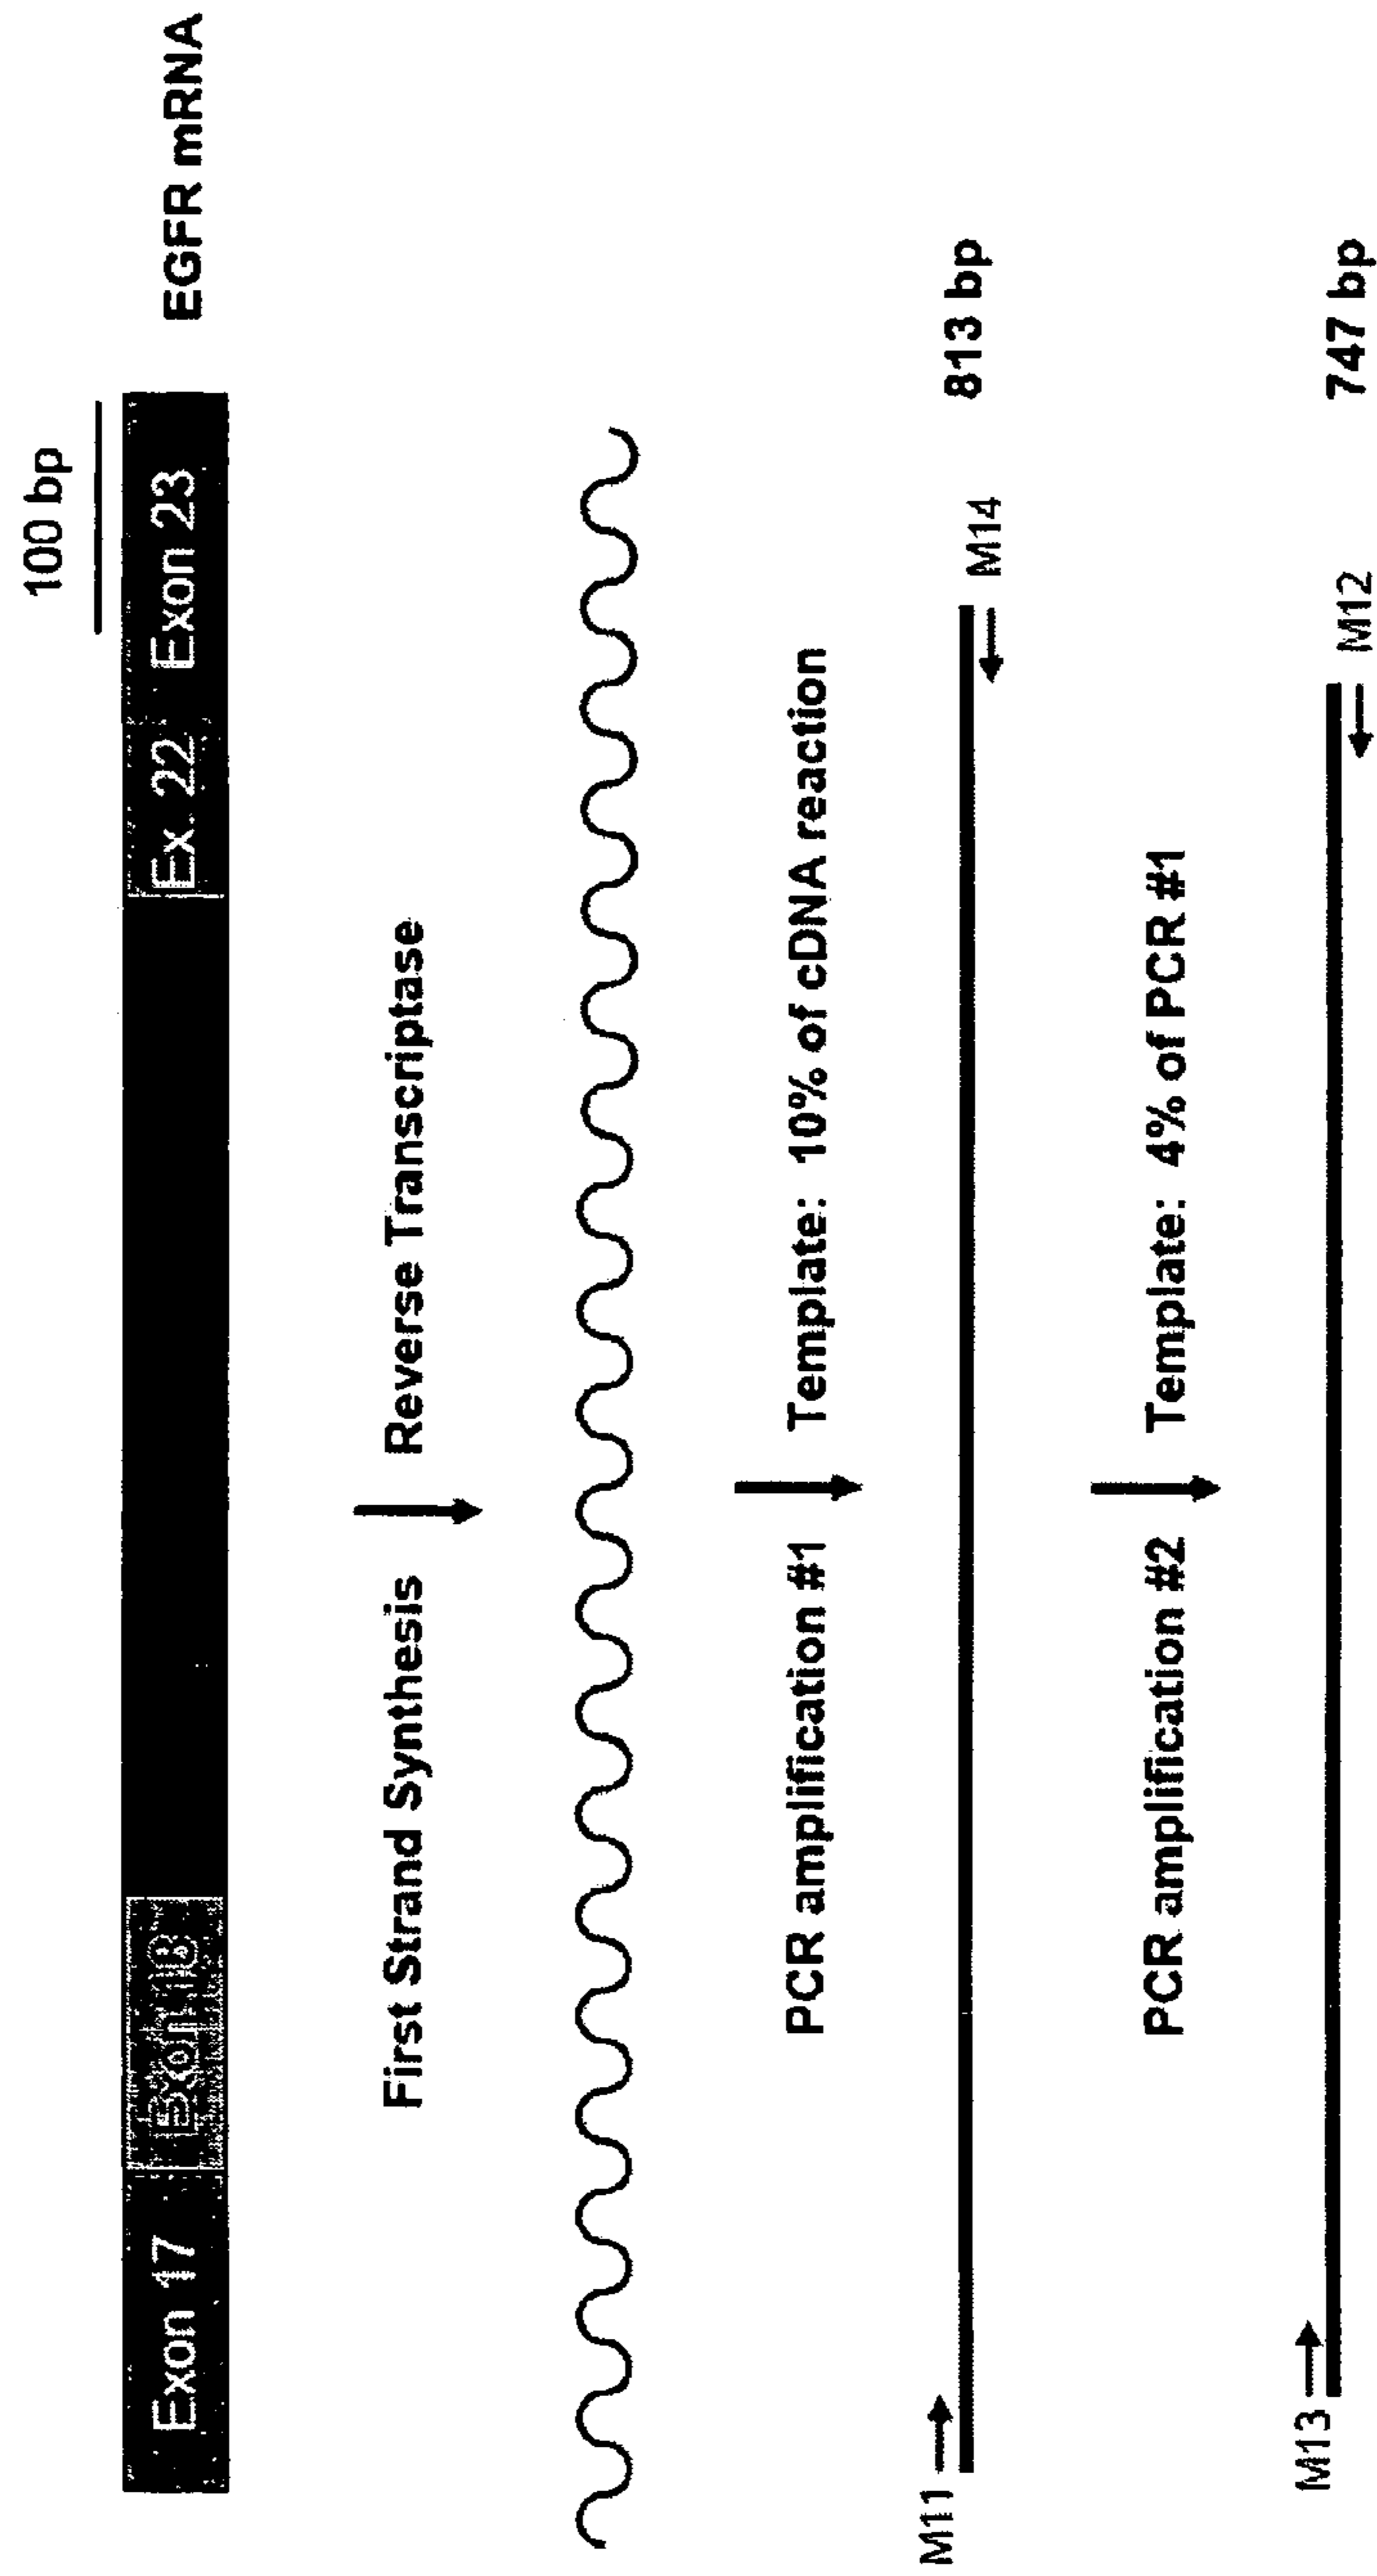 100 bp
Exon 17 Exon 18 Ex. 22 Exon 23 EGFR mRNA
First Strand Synthesis Reverse Transcriptase
PCR amplification #1 Template: 10% of cDNA reaction
M11 M14 813 bp
PCR amplification #2 Template: 4% of PCR #1
M13 M12 747 bp